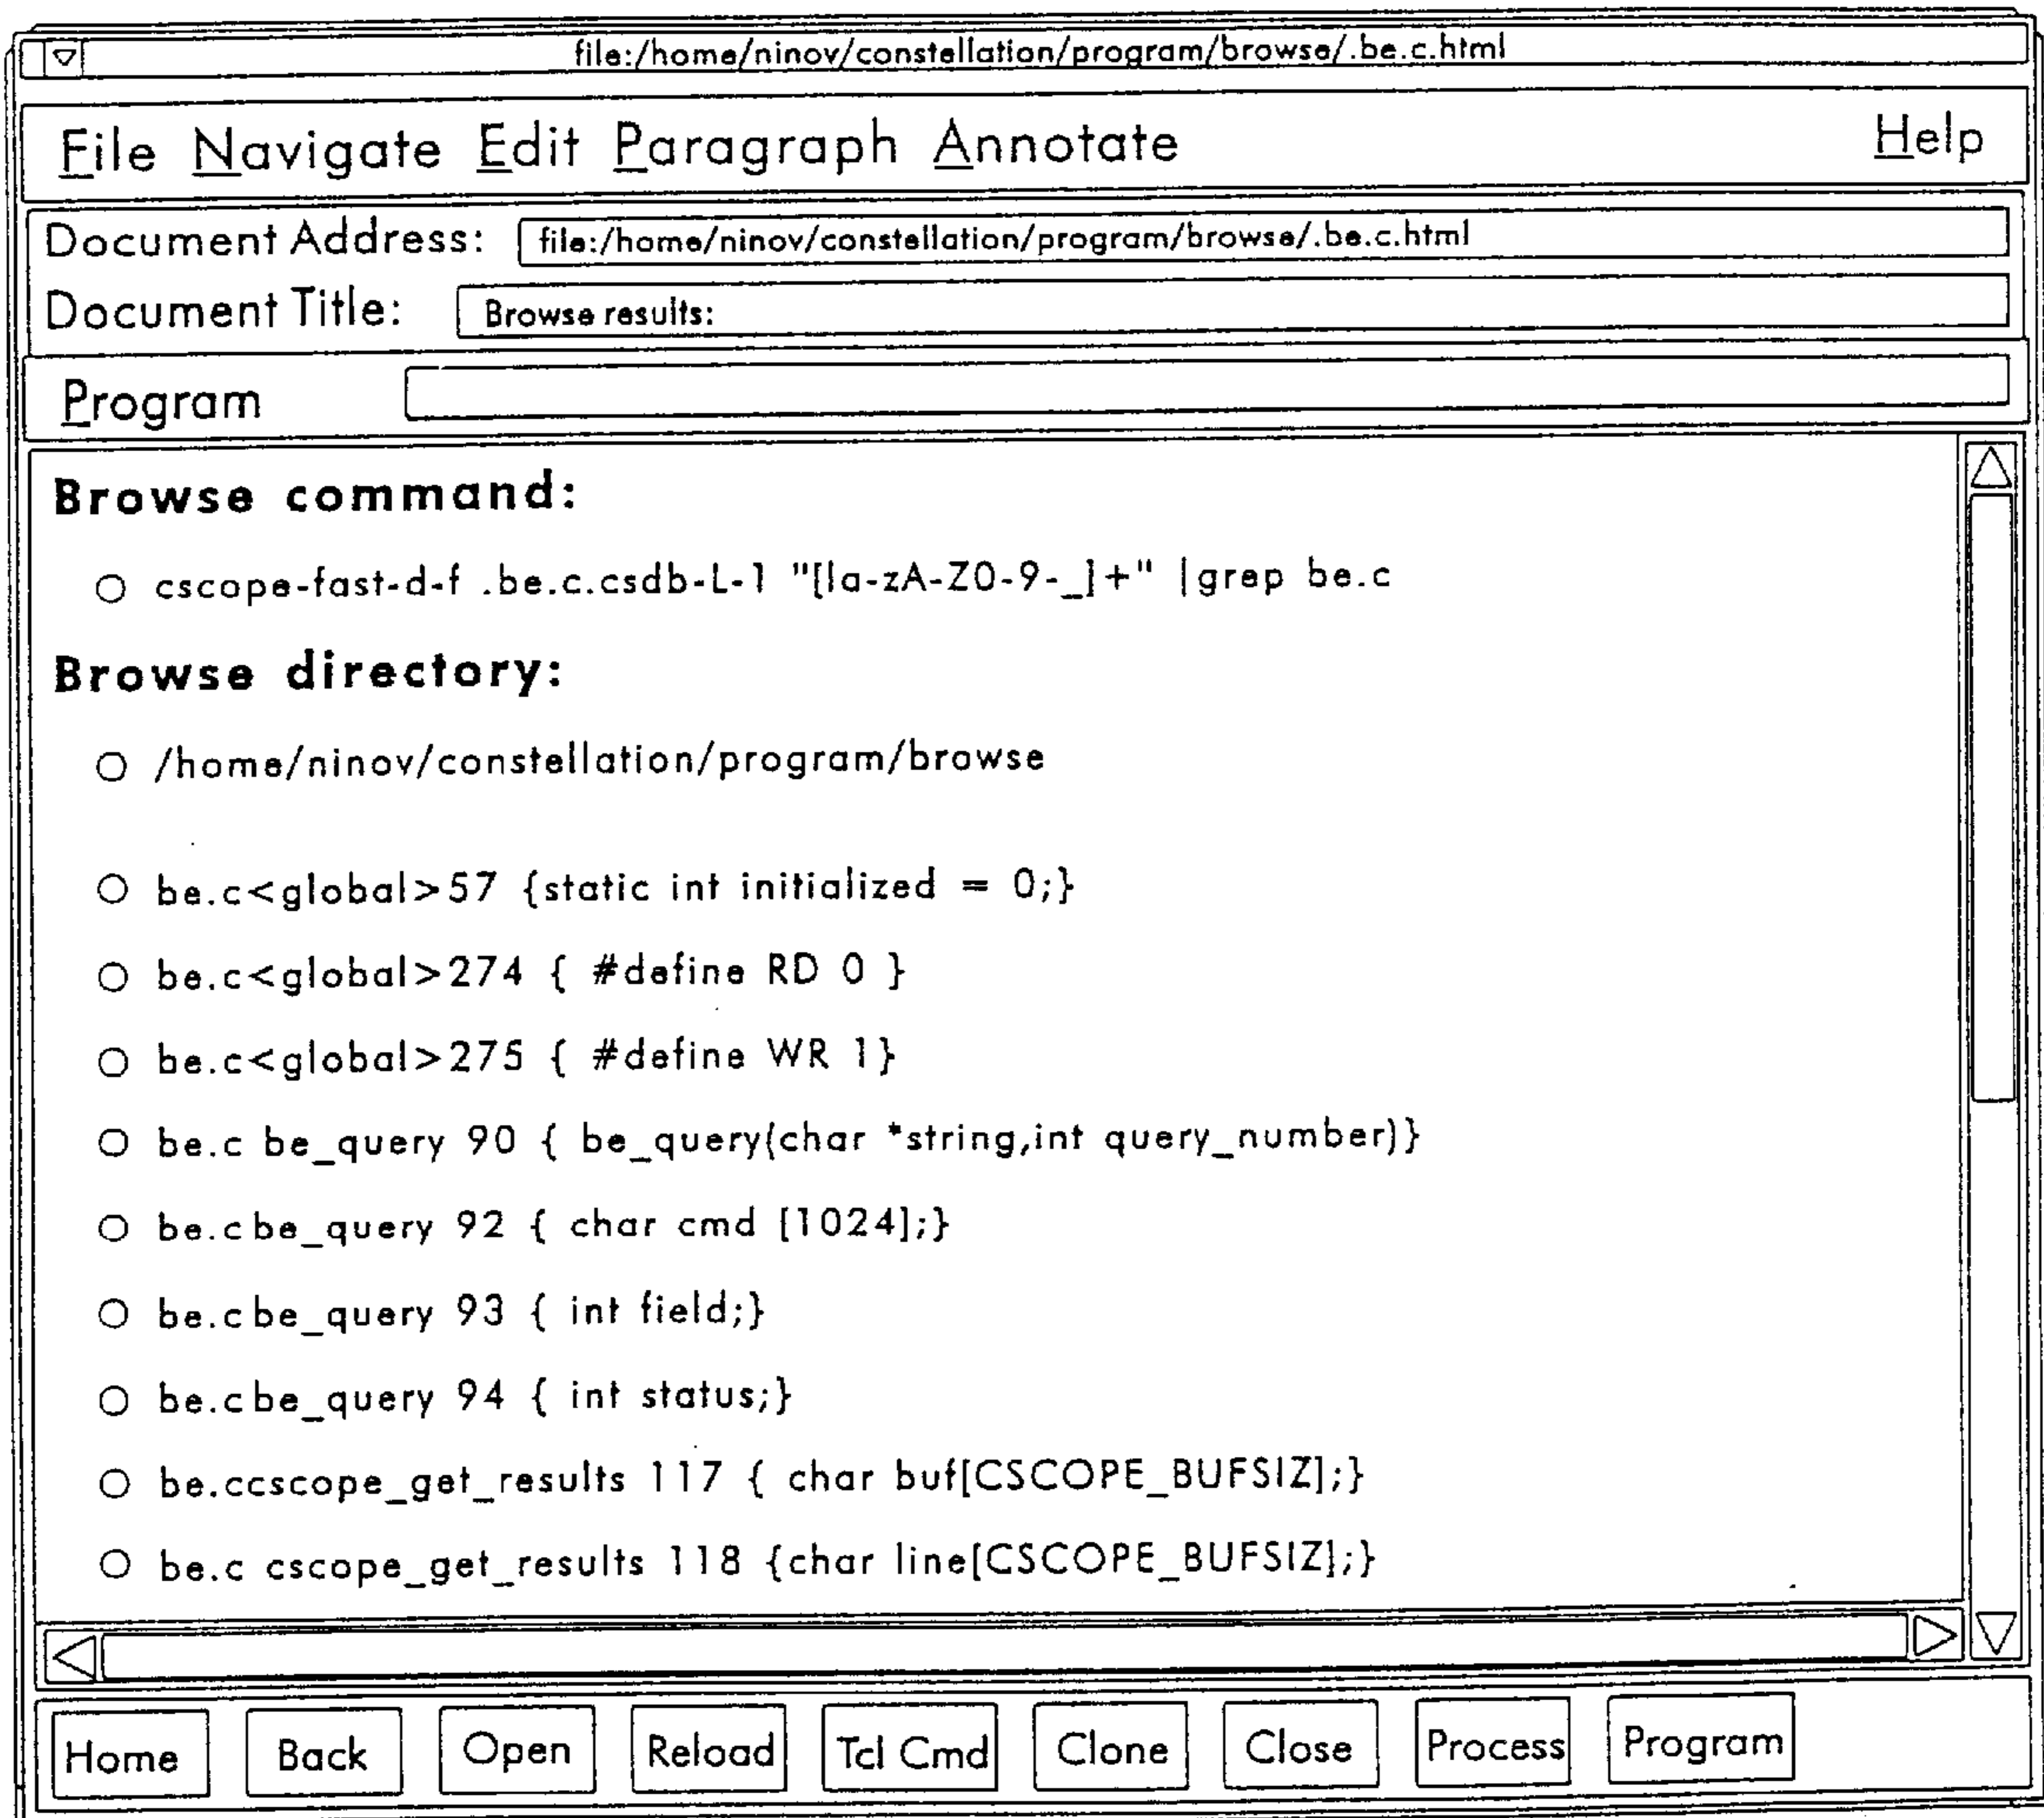 file:/home/ninov/constellation/program/browse/.be.c.html
File Navigate Edit Paragraph Annotate Help
Document Address: file:/home/ninov/constellation/program/browse/.be.c.html
Document Title: Browse results:
Program
Browse command:
cscope-fast-d-f .be.c.csdb-L-1 "[la-zA-Z0-9-_]+" |grep be.c
Browse directory:
/home/ninov/constellation/program/browse
be.c<global>57 {static int initialized = 0;}
be.c<global>274 { #define RD 0 }
be.c<global>275 { #define WR 1}
be.c be_query 90 { be_query(char *string,int query_number)}
be.c be_query 92 { char cmd [1024];}
be.c be_query 93 { int field;}
be.c be_query 94 { int status;}
be.ccscope_get_results 117 { char buf[CSCOPE_BUFSIZ];}
be.c cscope_get_results 118 {char line[CSCOPE_BUFSIZ];}
Home Back Open Reload Tcl Cmd Clone Close Process Program